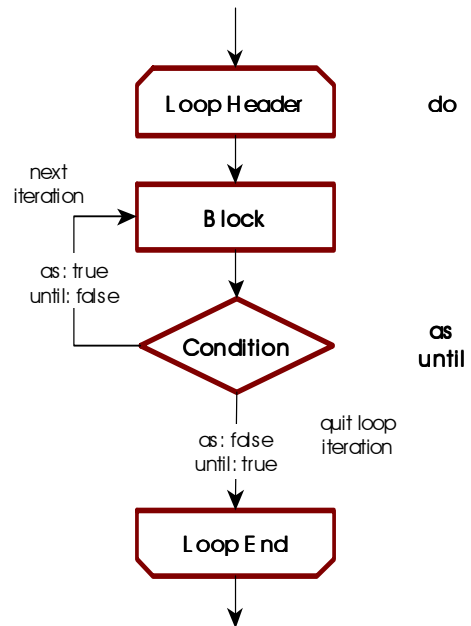 Loop Header
do
next
iteration
Block
as: true
until: false
Condition
as
until
as: false
until: true
quit loop
iteration
Loop End